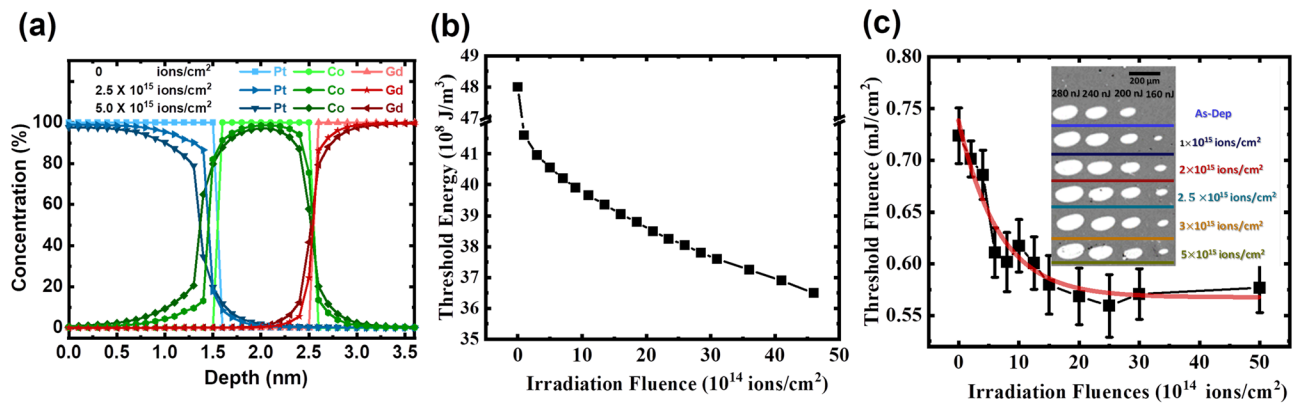 (a)
0 ions/cm² Pt Co Gd
2.5 X 10¹⁵ ions/cm² Pt Co Gd
5.0 X 10¹⁵ ions/cm² Pt Co Gd
Concentration (%)
120
100
80
60
40
20
0
0.0 0.5 1.0 1.5 2.0 2.5 3.0 3.5
Depth (nm)
(b)
Threshold Energy (10⁸ J/m³)
49
48
47
42
41
40
39
38
37
36
35
0 10 20 30 40 50
Irradiation Fluence (10¹⁴ ions/cm²)
(c)
Threshold Fluence (mJ/cm²)
0.80
0.75
0.70
0.65
0.60
0.55
0 10 20 30 40 50
Irradiation Fluences (10¹⁴ ions/cm²)
200 μm
280 nJ 240 nJ 200 nJ 160 nJ
As-Dep
1×10¹⁵ ions/cm²
2×10¹⁵ ions/cm²
2.5 ×10¹⁵ ions/cm²
3×10¹⁵ ions/cm²
5×10¹⁵ ions/cm²